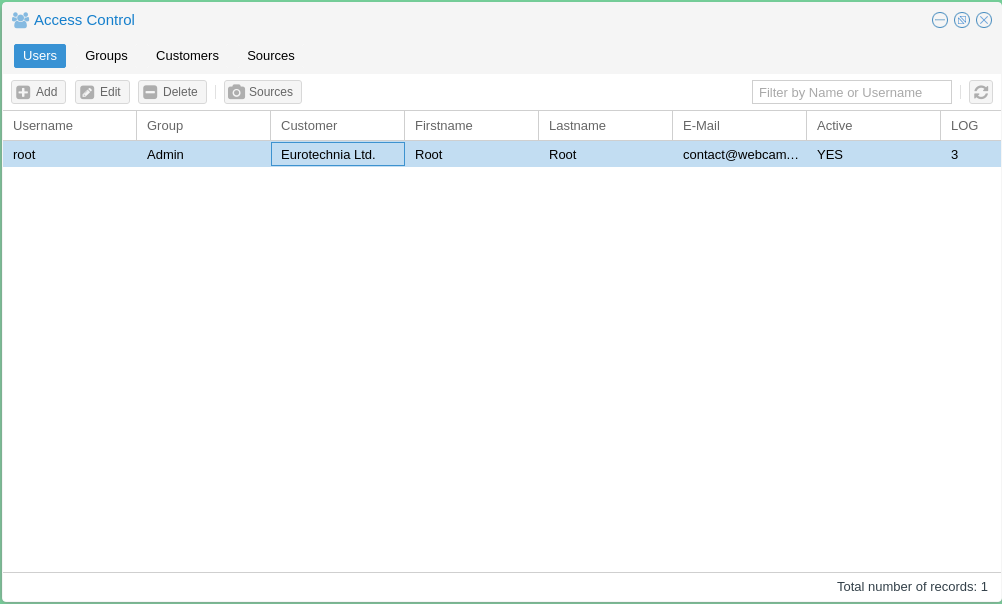 Access Control
Users Groups Customers Sources
Add Edit Delete Sources Filter by Name or Username
Username Group Customer Firstname Lastname E-Mail Active LOG
root Admin Eurotechnia Ltd. Root Root contact@webcam… YES 3
Total number of records: 1